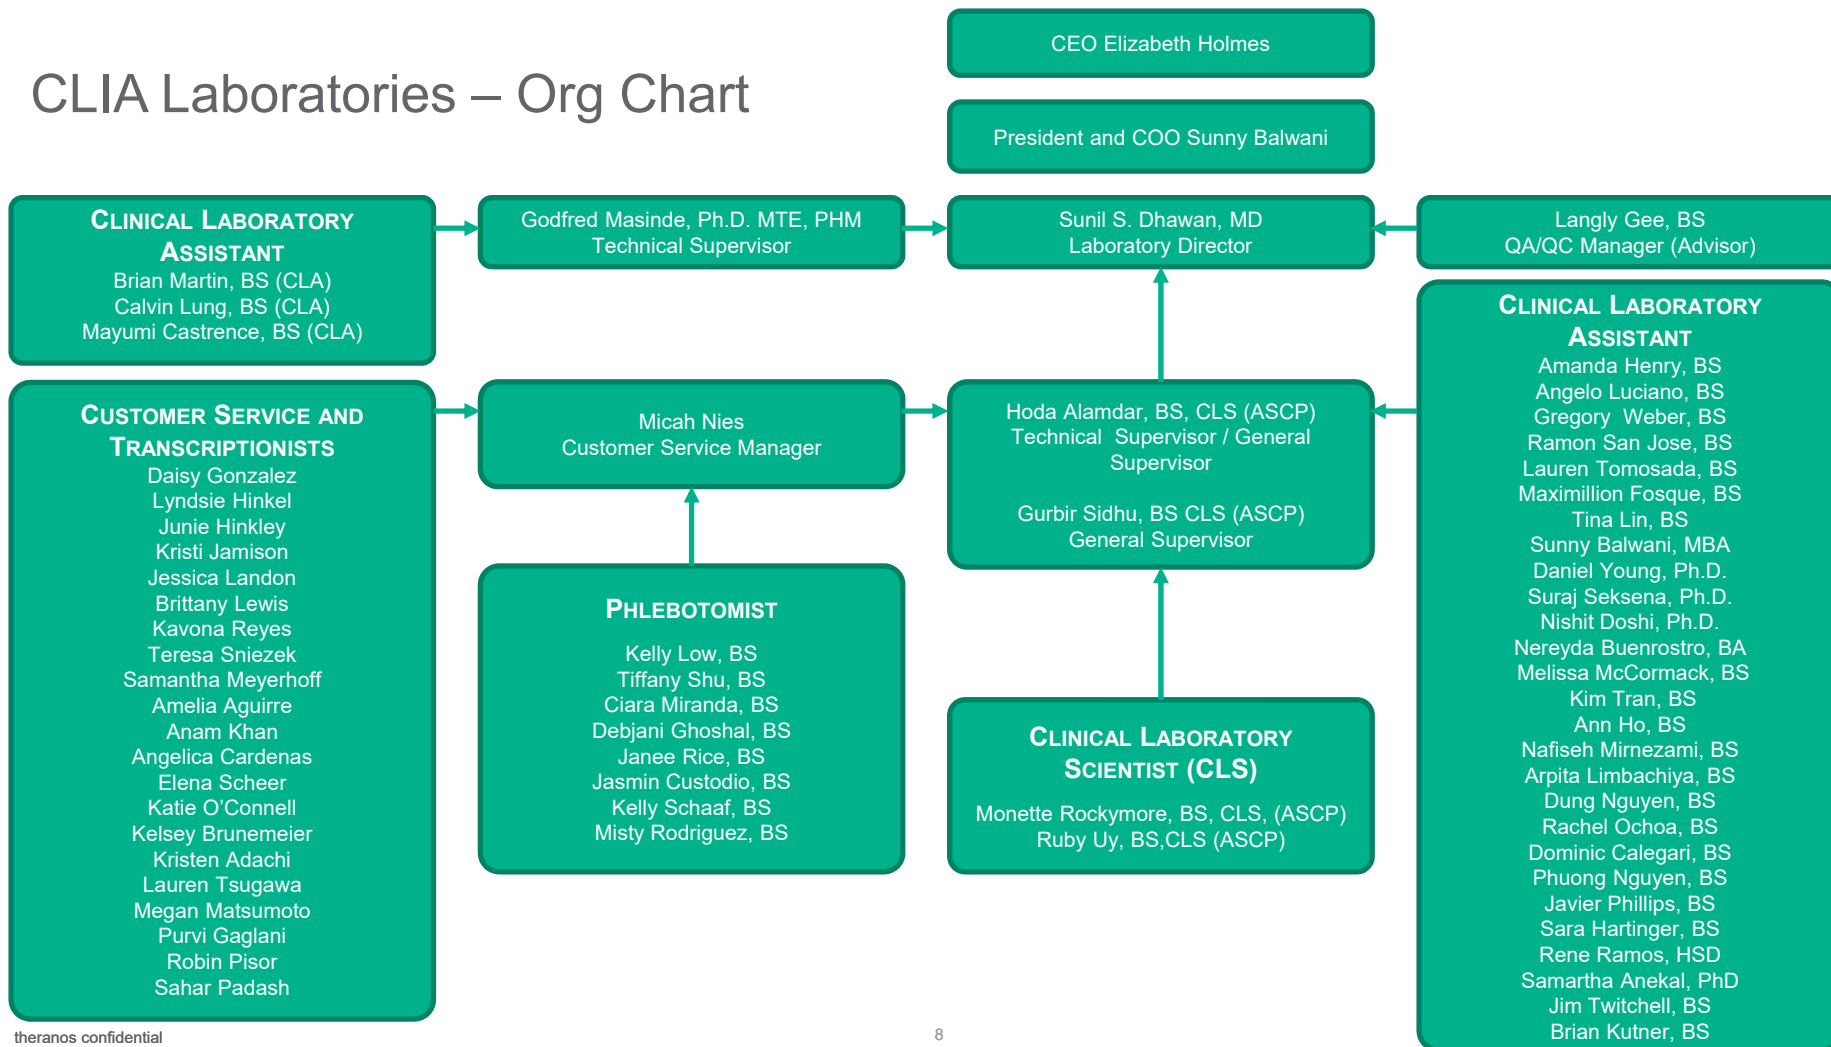 CEO Elizabeth Holmes
CLIA Laboratories – Org Chart
President and COO Sunny Balwani
CLINICAL LABORATORY
ASSISTANT
Brian Martin, BS (CLA)
Calvin Lung, BS (CLA)
Mayumi Castrence, BS (CLA)
Godfred Masinde, Ph.D. MTE, PHM
Technical Supervisor
Sunil S. Dhawan, MD
Laboratory Director
Langly Gee, BS
QA/QC Manager (Advisor)
CUSTOMER SERVICE AND
TRANSCRIPTIONISTS
Daisy Gonzalez
Lyndsie Hinkel
Junie Hinkley
Kristi Jamison
Jessica Landon
Brittany Lewis
Kavona Reyes
Teresa Sniezek
Samantha Meyerhoff
Amelia Aguirre
Anam Khan
Angelica Cardenas
Elena Scheer
Katie O’Connell
Kelsey Brunemeier
Kristen Adachi
Lauren Tsugawa
Megan Matsumoto
Purvi Gaglani
Robin Pisor
Sahar Padash
Micah Nies
Customer Service Manager
PHLEBOTOMIST
Kelly Low, BS
Tiffany Shu, BS
Ciara Miranda, BS
Debjani Ghoshal, BS
Janee Rice, BS
Jasmin Custodio, BS
Kelly Schaaf, BS
Misty Rodriguez, BS
Hoda Alamdar, BS, CLS (ASCP)
Technical Supervisor / General
Supervisor
Gurbir Sidhu, BS CLS (ASCP)
General Supervisor
CLINICAL LABORATORY
SCIENTIST (CLS)
Monette Rockymore, BS, CLS, (ASCP)
Ruby Uy, BS,CLS (ASCP)
CLINICAL LABORATORY
ASSISTANT
Amanda Henry, BS
Angelo Luciano, BS
Gregory Weber, BS
Ramon San Jose, BS
Lauren Tomosada, BS
Maximillion Fosque, BS
Tina Lin, BS
Sunny Balwani, MBA
Daniel Young, Ph.D.
Suraj Seksena, Ph.D.
Nishit Doshi, Ph.D.
Nereyda Buenrostro, BA
Melissa McCormack, BS
Kim Tran, BS
Ann Ho, BS
Nafiseh Mirnezami, BS
Arpita Limbachiya, BS
Dung Nguyen, BS
Rachel Ochoa, BS
Dominic Calegari, BS
Phuong Nguyen, BS
Javier Phillips, BS
Sara Hartinger, BS
Rene Ramos, HSD
Samartha Anekal, PhD
Jim Twitchell, BS
Brian Kutner, BS
theranos confidential
8